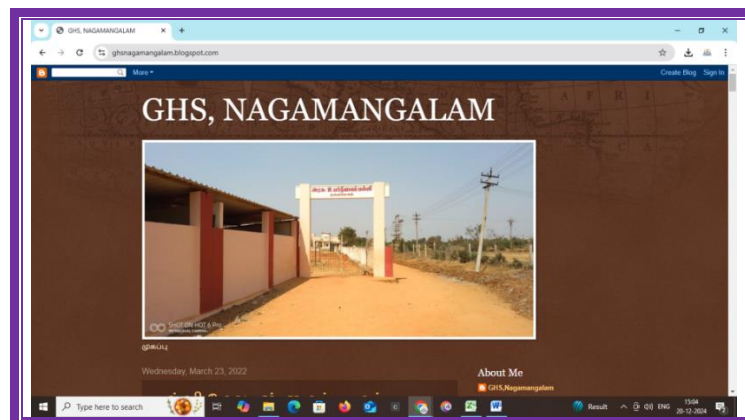 GHS, NAGAMANGALAM
ghsnagamangalam.blogspot.com
More
Create Blog Sign In
GHS, NAGAMANGALAM
SHOT ON HOT 6 Pro
முகப்பு
Wednesday, March 23, 2022
About Me
GHS,Nagamangalam
Type here to search
Result
ENG
15:04
20-12-2024